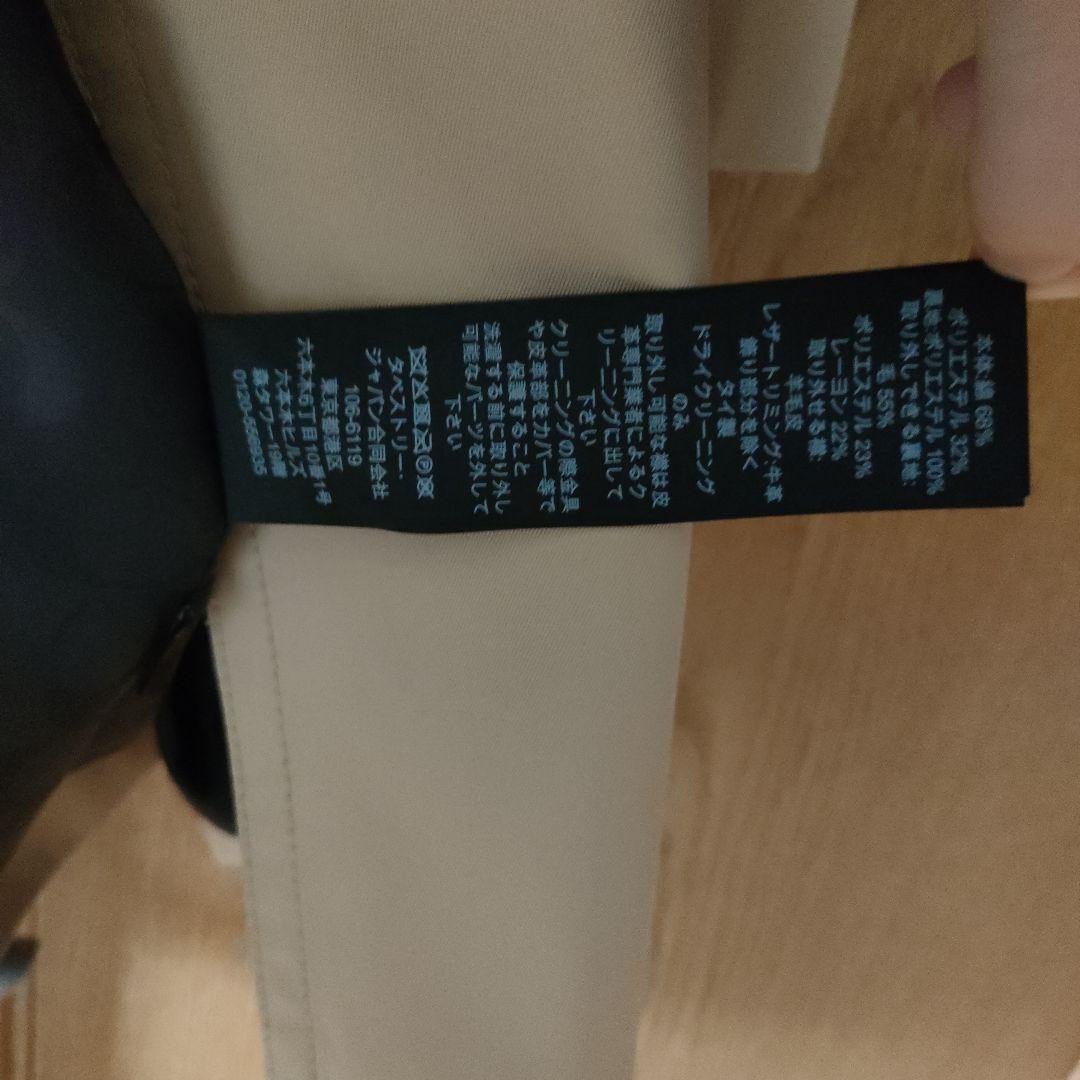 本体:綿 68%
ポリエステル 32%
裏地:ポリエステル 100%
取り外しできる裏地:
毛 55%
ポリエステル 23%
レーヨン 22%
取り外せる襟:
羊毛皮
レザートリミング:牛革
飾り部分を除く
タイ製
ドライクリーニング
のみ
取り外し可能な襟は皮
革専門業者によるク
リーニングに出して
下さい
クリーニングの際金具
や皮革部をカバー等で
保護すること
洗濯する前に取り外し
可能なパーツを外して
下さい
タペストリー・
ジャパン合同会社
106-6119
東京都港区
六本木6丁目10番1号
六本木ヒルズ
森タワー19階